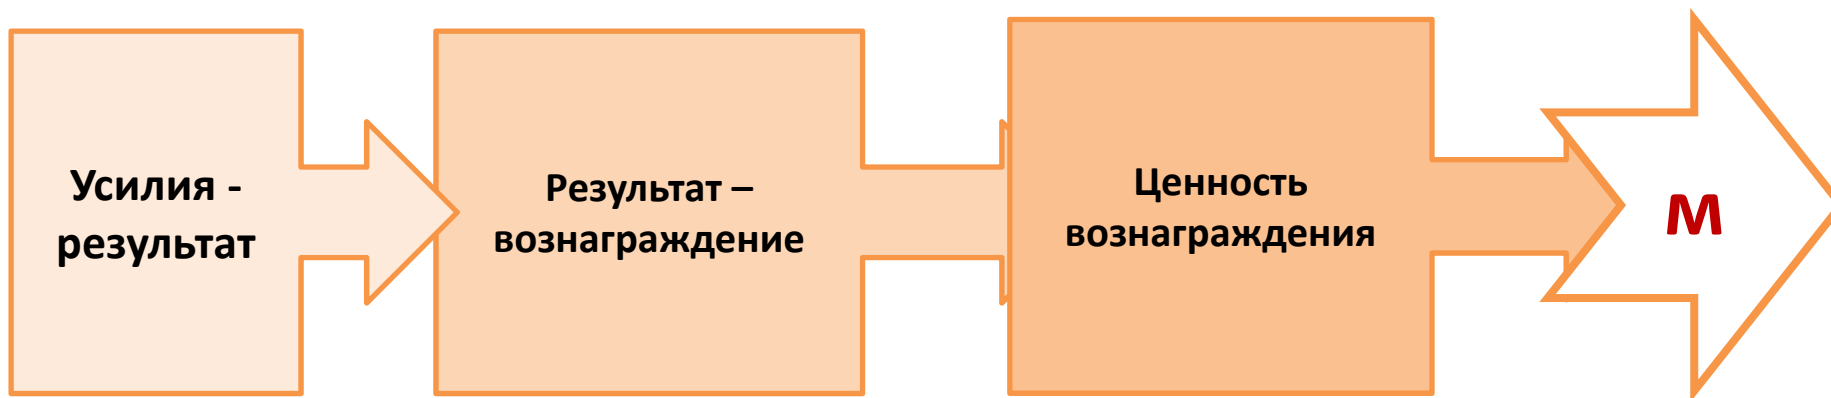 Усилия -
результат
Результат –
вознаграждение
Ценность
вознаграждения
М